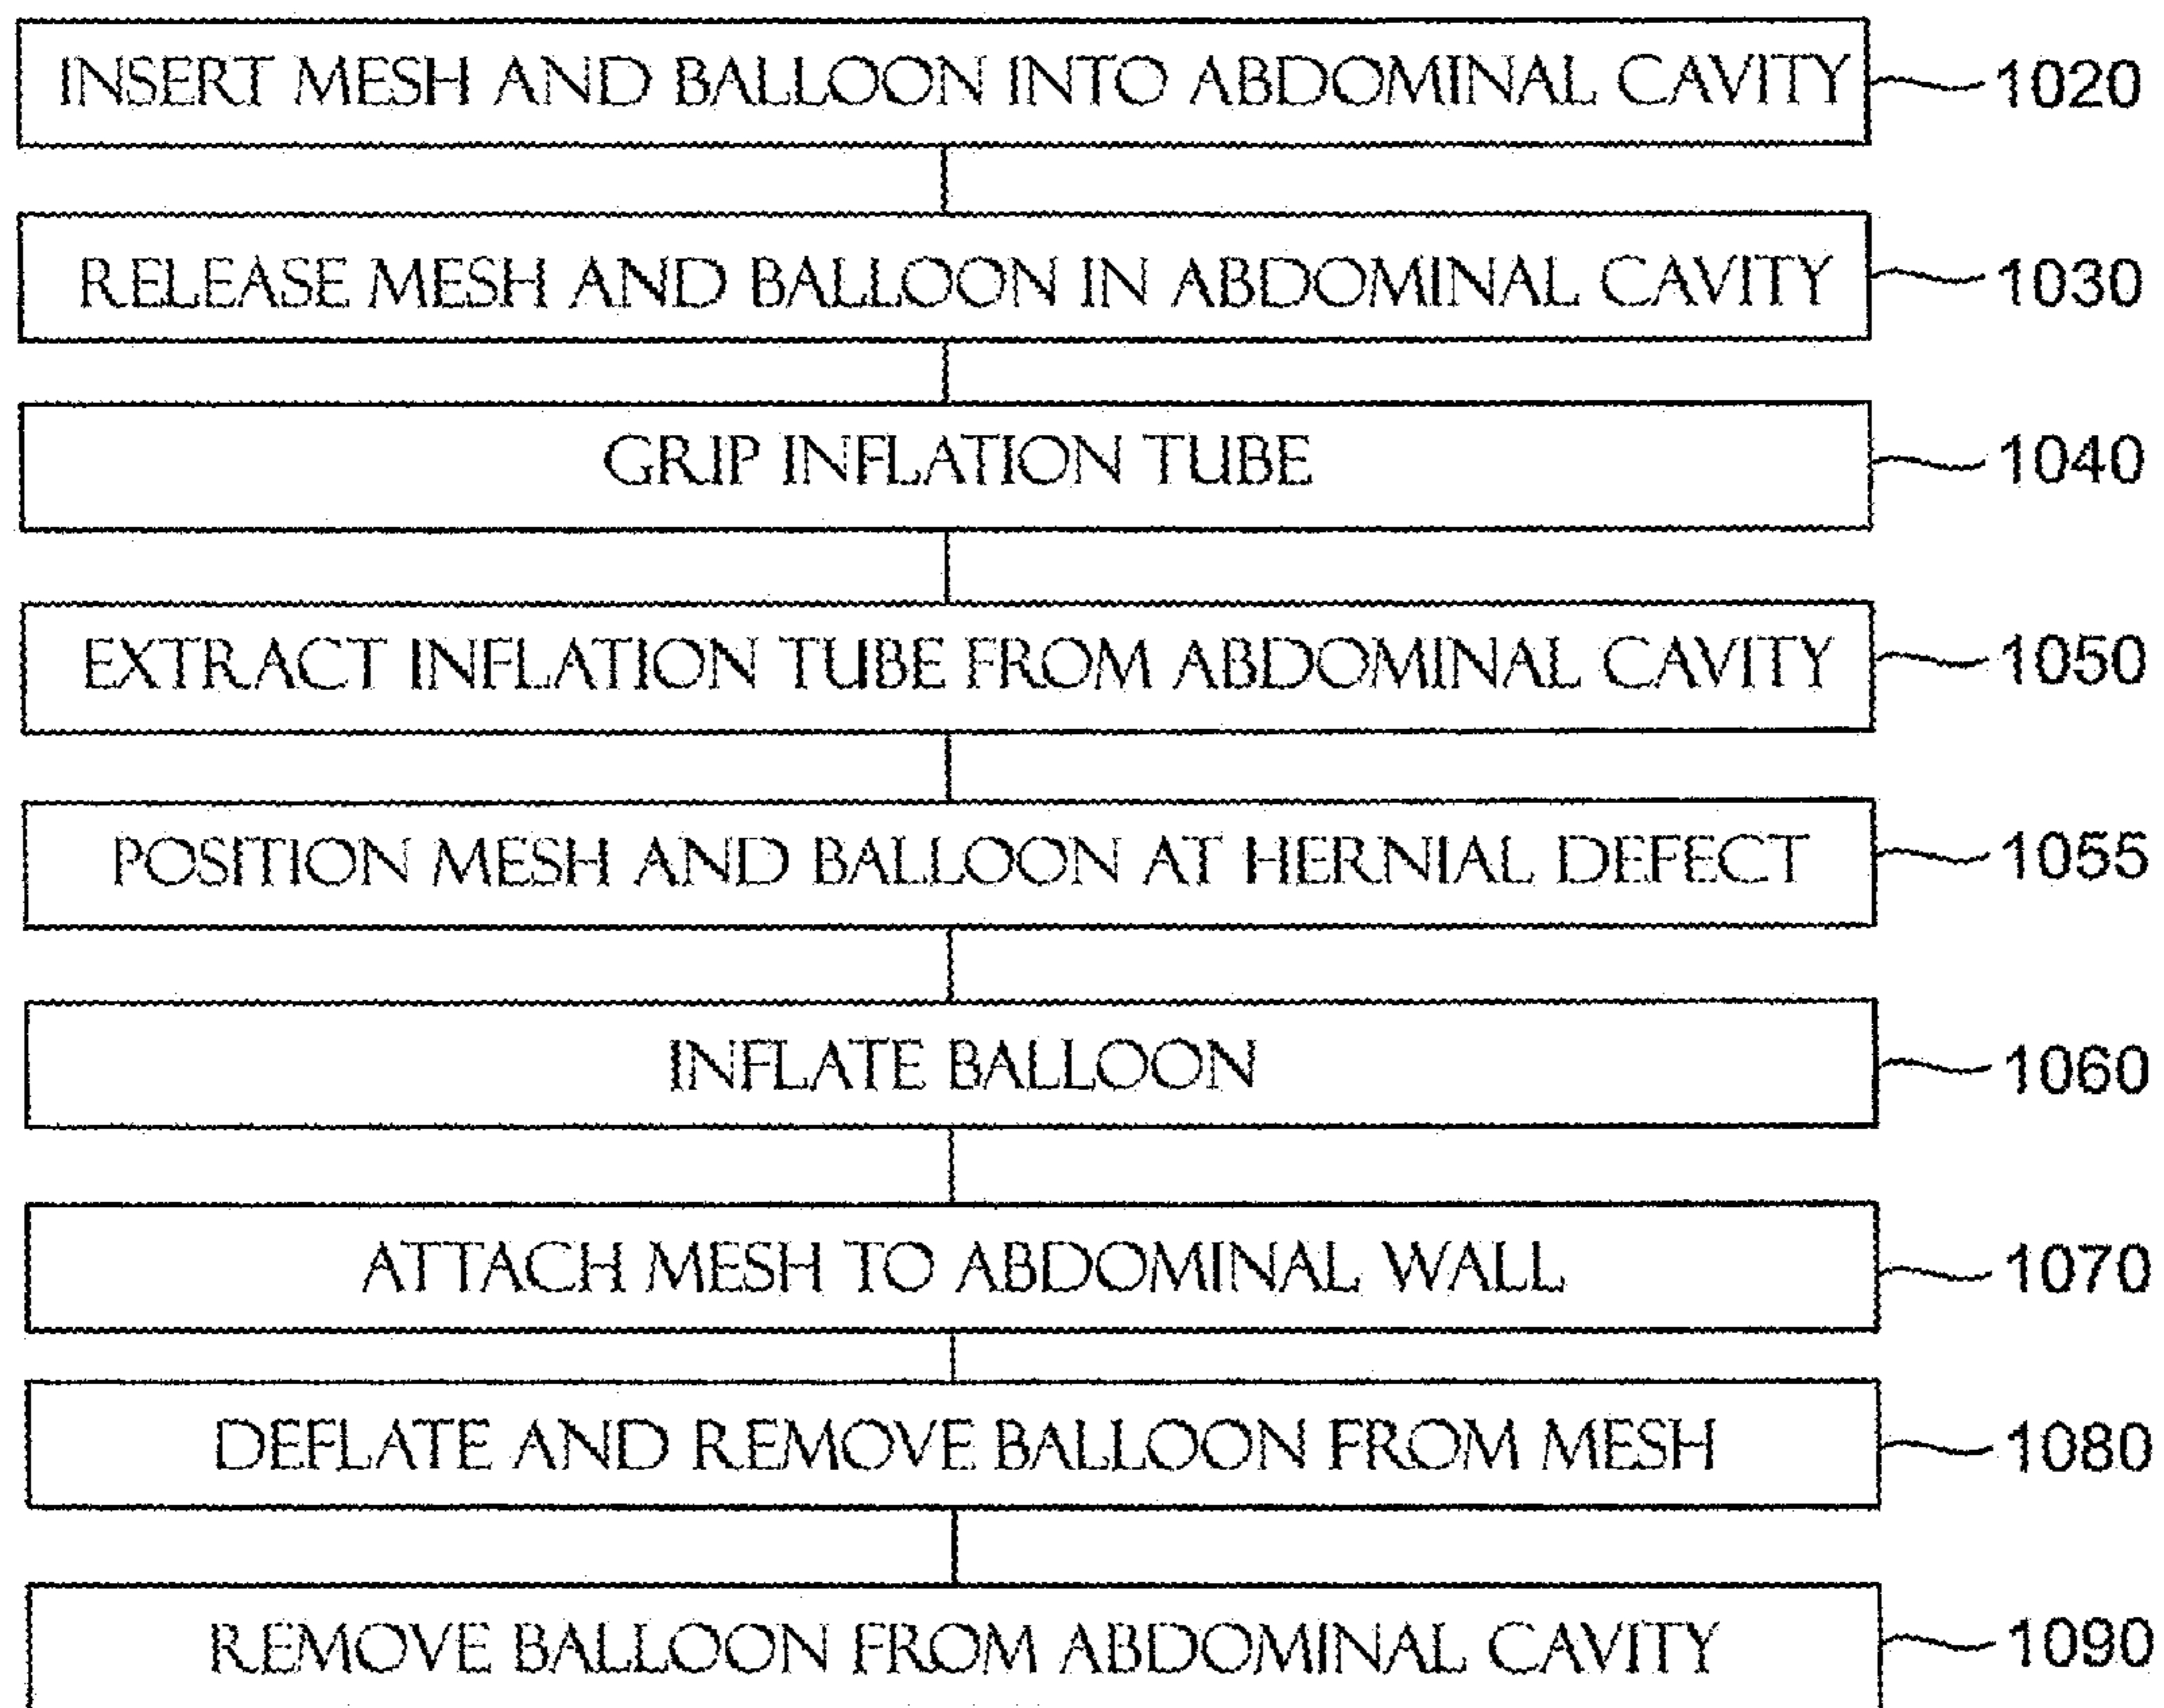 INSERT MESH AND BALLOON INTO ABDOMINAL CAVITY 1020
RELEASE MESH AND BALLOON IN ABDOMINAL CAVITY 1030
GRIP INFLATION TUBE 1040
EXTRACT INFLATION TUBE FROM ABDOMINAL CAVITY 1050
POSITION MESH AND BALLOON AT HERNIAL DEFECT 1055
INFLATE BALLOON 1060
ATTACH MESH TO ABDOMINAL WALL 1070
DEFLATE AND REMOVE BALLOON FROM MESH 1080
REMOVE BALLOON FROM ABDOMINAL CAVITY 1090